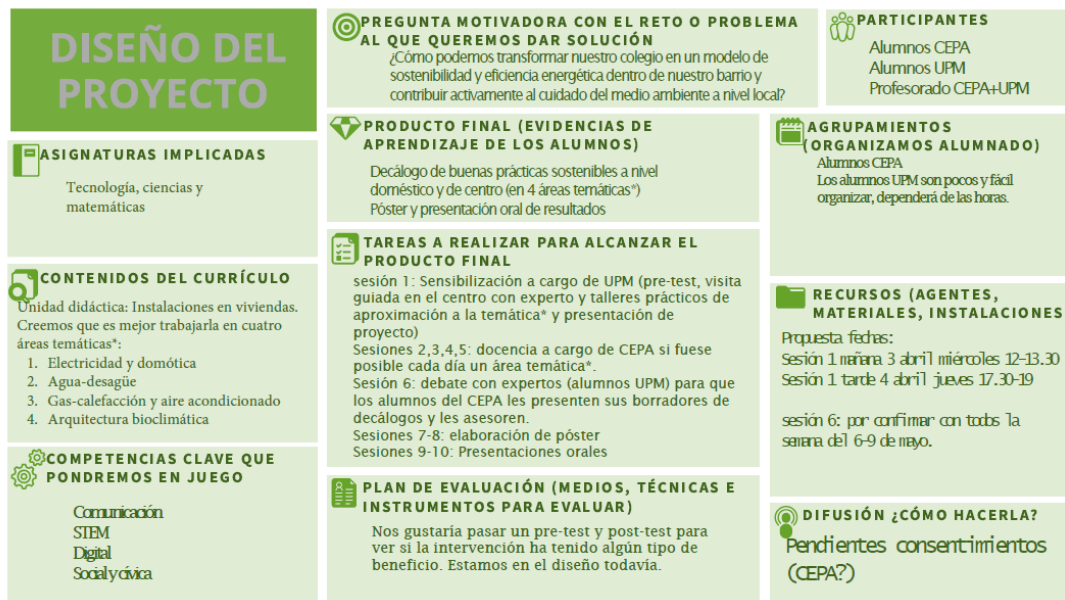 DISEÑO DEL
PROYECTO
PREGUNTA MOTIVADORA CON EL RETO O PROBLEMA
AL QUE QUEREMOS DAR SOLUCIÓN
¿Cómo podemos transformar nuestro colegio en un modelo de
sostenibilidad y eficiencia energética dentro de nuestro barrio y
contribuir activamente al cuidado del medio ambiente a nivel local?
PARTICIPANTES
Alumnos CEPA
Alumnos UPM
Profesorado CEPA+UPM
ASIGNATURAS IMPLICADAS
Tecnología, ciencias y
matemáticas
PRODUCTO FINAL (EVIDENCIAS DE
APRENDIZAJE DE LOS ALUMNOS)
Decálogo de buenas prácticas sostenibles a nivel
doméstico y de centro (en 4 áreas temáticas*)
Póster y presentación oral de resultados
AGRUPAMIENTOS
(ORGANIZAMOS ALUMNADO)
Alumnos CEPA
Los alumnos UPM son pocos y fácil
organizar, dependerá de las horas.
CONTENIDOS DEL CURRÍCULO
Unidad didáctica: Instalaciones en viviendas.
Creemos que es mejor trabajarla en cuatro
áreas temáticas*:
1. Electricidad y domótica
2. Agua-desagüe
3. Gas-calefacción y aire acondicionado
4. Arquitectura bioclimática
TAREAS A REALIZAR PARA ALCANZAR EL
PRODUCTO FINAL
sesión 1: Sensibilización a cargo de UPM (pre-test, visita
guiada en el centro con experto y talleres prácticos de
aproximación a la temática* y presentación de
proyecto)
Sesiones 2,3,4,5: docencia a cargo de CEPA si fuese
posible cada día un área temática*.
Sesión 6: debate con expertos (alumnos UPM) para que
los alumnos del CEPA les presenten sus borradores de
decálogos y les asesoren.
Sesiones 7-8: elaboración de póster
Sesiones 9-10: Presentaciones orales
RECURSOS (AGENTES,
MATERIALES, INSTALACIONES
Propuesta fechas:
Sesión 1 mañana 3 abril miércoles 12-13.30
Sesión 1 tarde 4 abril jueves 17.30-19
sesión 6: por confirmar con todos la
semana del 6-9 de mayo.
COMPETENCIAS CLAVE QUE
PONDREMOS EN JUEGO
Comunicación
STEM
Digital
Social y cívica
PLAN DE EVALUACIÓN (MEDIOS, TÉCNICAS E
INSTRUMENTOS PARA EVALUAR)
Nos gustaría pasar un pre-test y post-test para
ver si la intervención ha tenido algún tipo de
beneficio. Estamos en el diseño todavía.
DIFUSIÓN ¿CÓMO HACERLA?
Pendientes consentimientos
(CEPA?)